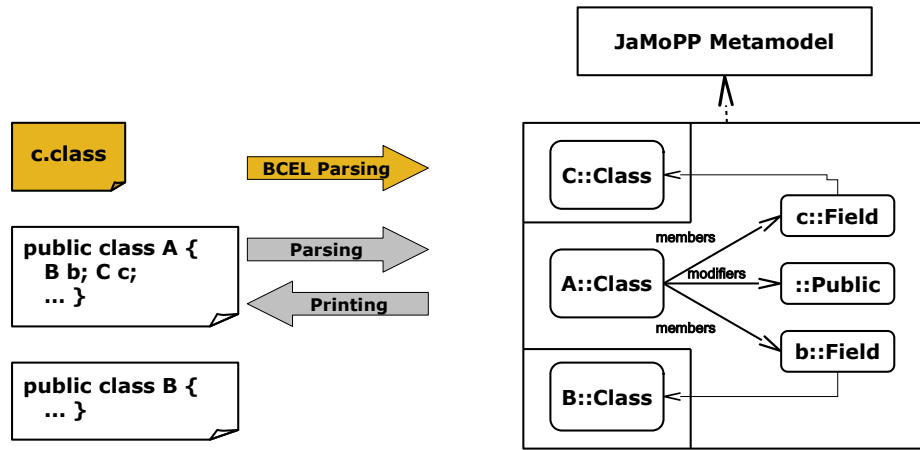 JaMoPP Metamodel
c.class
BCEL Parsing
C::Class
c::Field
public class A {
B b; C c;
... }
Parsing
Printing
members
modifiers
members
A::Class
::Public
b::Field
public class B {
... }
B::Class